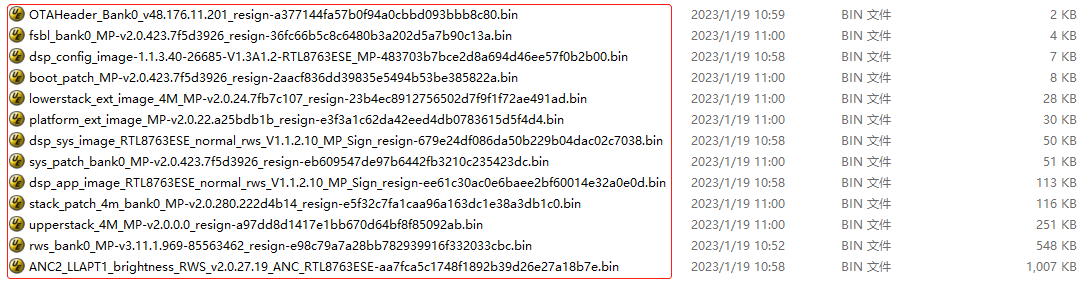 OTAHeader_Bank0_v48.176.11.201_resign-a377144fa57b0f94a0cbbd093bbb8c80.bin 2023/1/19 10:59 BIN 文件 2 KB
fsbl_bank0_MP-v2.0.423.7f5d3926_resign-36fc66b5c8c6480b3a202d5a7b90c13a.bin 2023/1/19 11:00 BIN 文件 4 KB
dsp_config_image-1.1.3.40-26685-V1.3A1.2-RTL8763ESE_MP-483703b7bce2d8a694d46ee57f0b2b00.bin 2023/1/19 10:58 BIN 文件 7 KB
boot_patch_MP-v2.0.423.7f5d3926_resign-2aacf836dd39835e5494b53be385822a.bin 2023/1/19 11:00 BIN 文件 8 KB
lowerstack_ext_image_4M_MP-v2.0.24.7fb7c107_resign-23b4ec8912756502d7f9f1f72ae491ad.bin 2023/1/19 11:00 BIN 文件 28 KB
platform_ext_image_MP-v2.0.22.a25bdb1b_resign-e3f3a1c62da42eed4db0783615d5f4d4.bin 2023/1/19 11:00 BIN 文件 30 KB
dsp_sys_image_RTL8763ESE_normal_rws_V1.1.2.10_MP_Sign_resign-679e24df086da50b229b04dac02c7038.bin 2023/1/19 10:58 BIN 文件 50 KB
sys_patch_bank0_MP-v2.0.423.7f5d3926_resign-eb609547de97b6442fb3210c235423dc.bin 2023/1/19 11:00 BIN 文件 51 KB
dsp_app_image_RTL8763ESE_normal_rws_V1.1.2.10_MP_Sign_resign-ee61c30ac0e6baee2bf60014e32a0e0d.bin 2023/1/19 10:58 BIN 文件 113 KB
stack_patch_4m_bank0_MP-v2.0.280.222d4b14_resign-e5f32c7fa1caa96a163dc1e38a3db1c0.bin 2023/1/19 11:00 BIN 文件 116 KB
upperstack_4M_MP-v2.0.0.0_resign-a97dd8d1417e1bb670d64bf8f85092ab.bin 2023/1/19 11:00 BIN 文件 251 KB
rws_bank0_MP-v3.11.1.969-85563462_resign-e98c79a7a28bb782939916f332033cbc.bin 2023/1/19 10:52 BIN 文件 548 KB
ANC2_LLAPT1_brightness_RWS_v2.0.27.19_ANC_RTL8763ESE-aa7fca5c1748f1892b39d26e27a18b7e.bin 2023/1/19 10:58 BIN 文件 1,007 KB